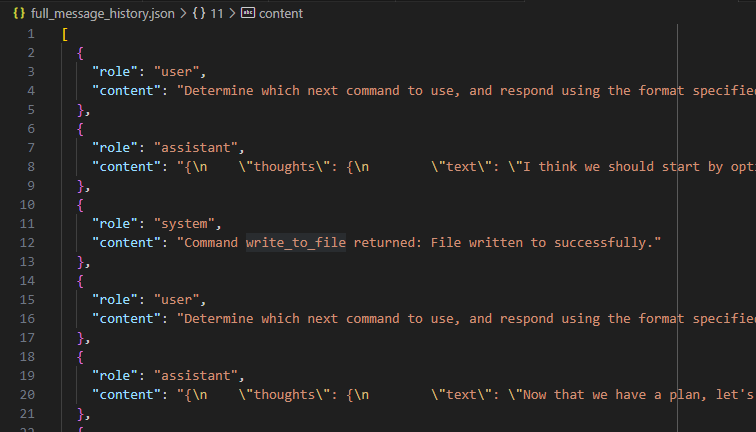 {} full_message_history.json > {} 11 > abc content
1 [
2 {
3 "role": "user",
4 "content": "Determine which next command to use, and respond using the format specified
5 },
6 {
7 "role": "assistant",
8 "content": "{\n    \"thoughts\": {\n        \"text\": \"I think we should start by opti
9 },
10 {
11 "role": "system",
12 "content": "Command write_to_file returned: File written to successfully."
13 },
14 {
15 "role": "user",
16 "content": "Determine which next command to use, and respond using the format specified
17 },
18 {
19 "role": "assistant",
20 "content": "{\n    \"thoughts\": {\n        \"text\": \"Now that we have a plan, let's
21 },
22 {